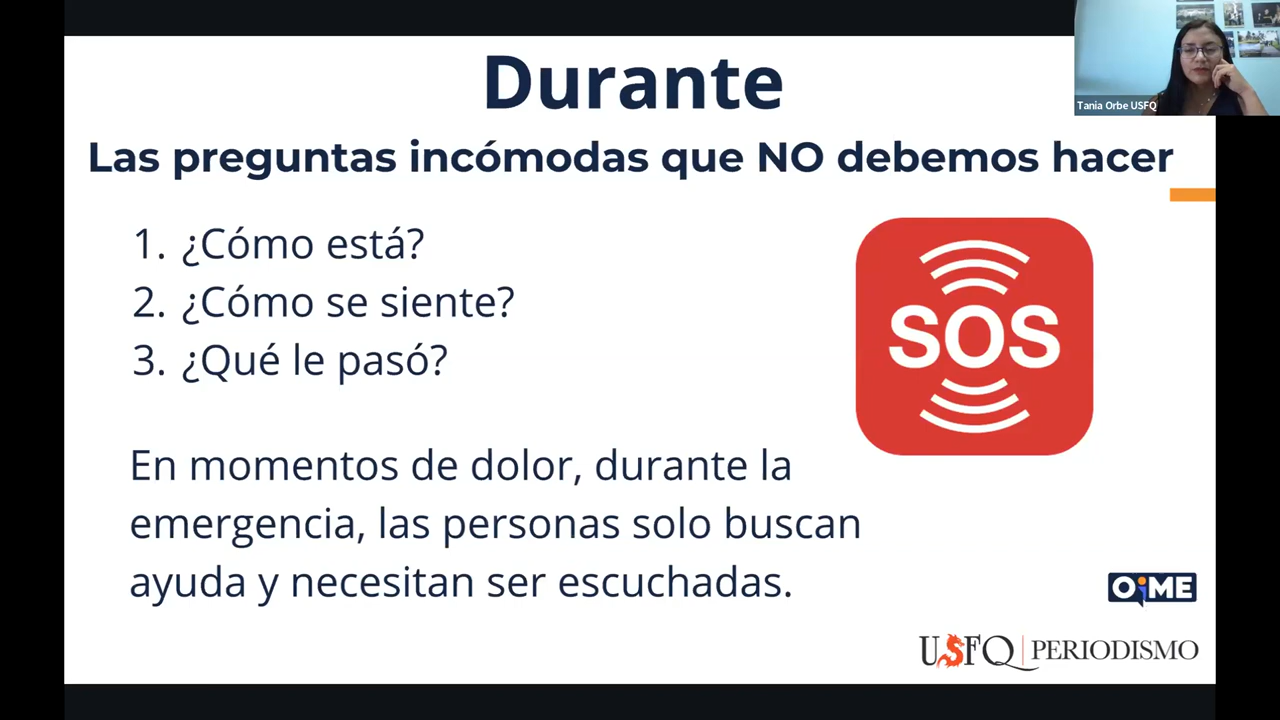 Durante
Las preguntas incómodas que NO debemos hacer
Tania Orbe USFQ
1. ¿Cómo está?
2. ¿Cómo se siente?
3. ¿Qué le pasó?
SOS
En momentos de dolor, durante la
emergencia, las personas solo buscan
ayuda y necesitan ser escuchadas.
OiME
USFQ | PERIODISMO